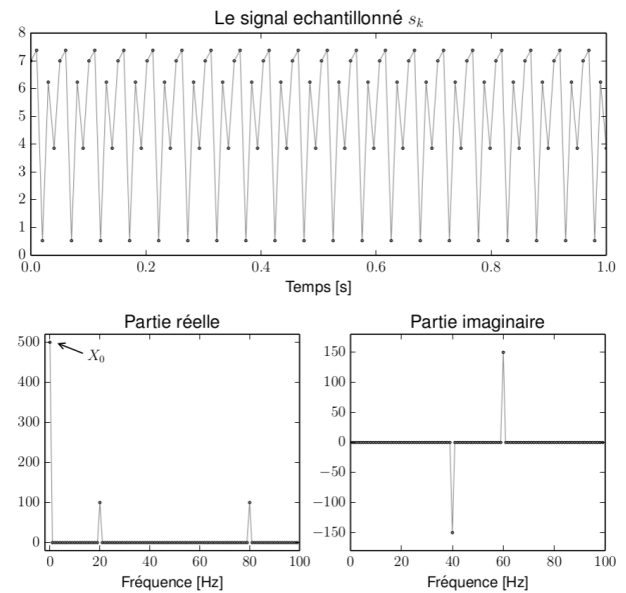 Le signal echantillonné s_k
8
7
6
5
4
3
2
1
0
0.0 0.2 0.4 0.6 0.8 1.0
Temps [s]
Partie réelle
500
400
300
200
100
0
X_0
0 20 40 60 80 100
Fréquence [Hz]
Partie imaginaire
150
100
50
0
−50
−100
−150
0 20 40 60 80 100
Fréquence [Hz]